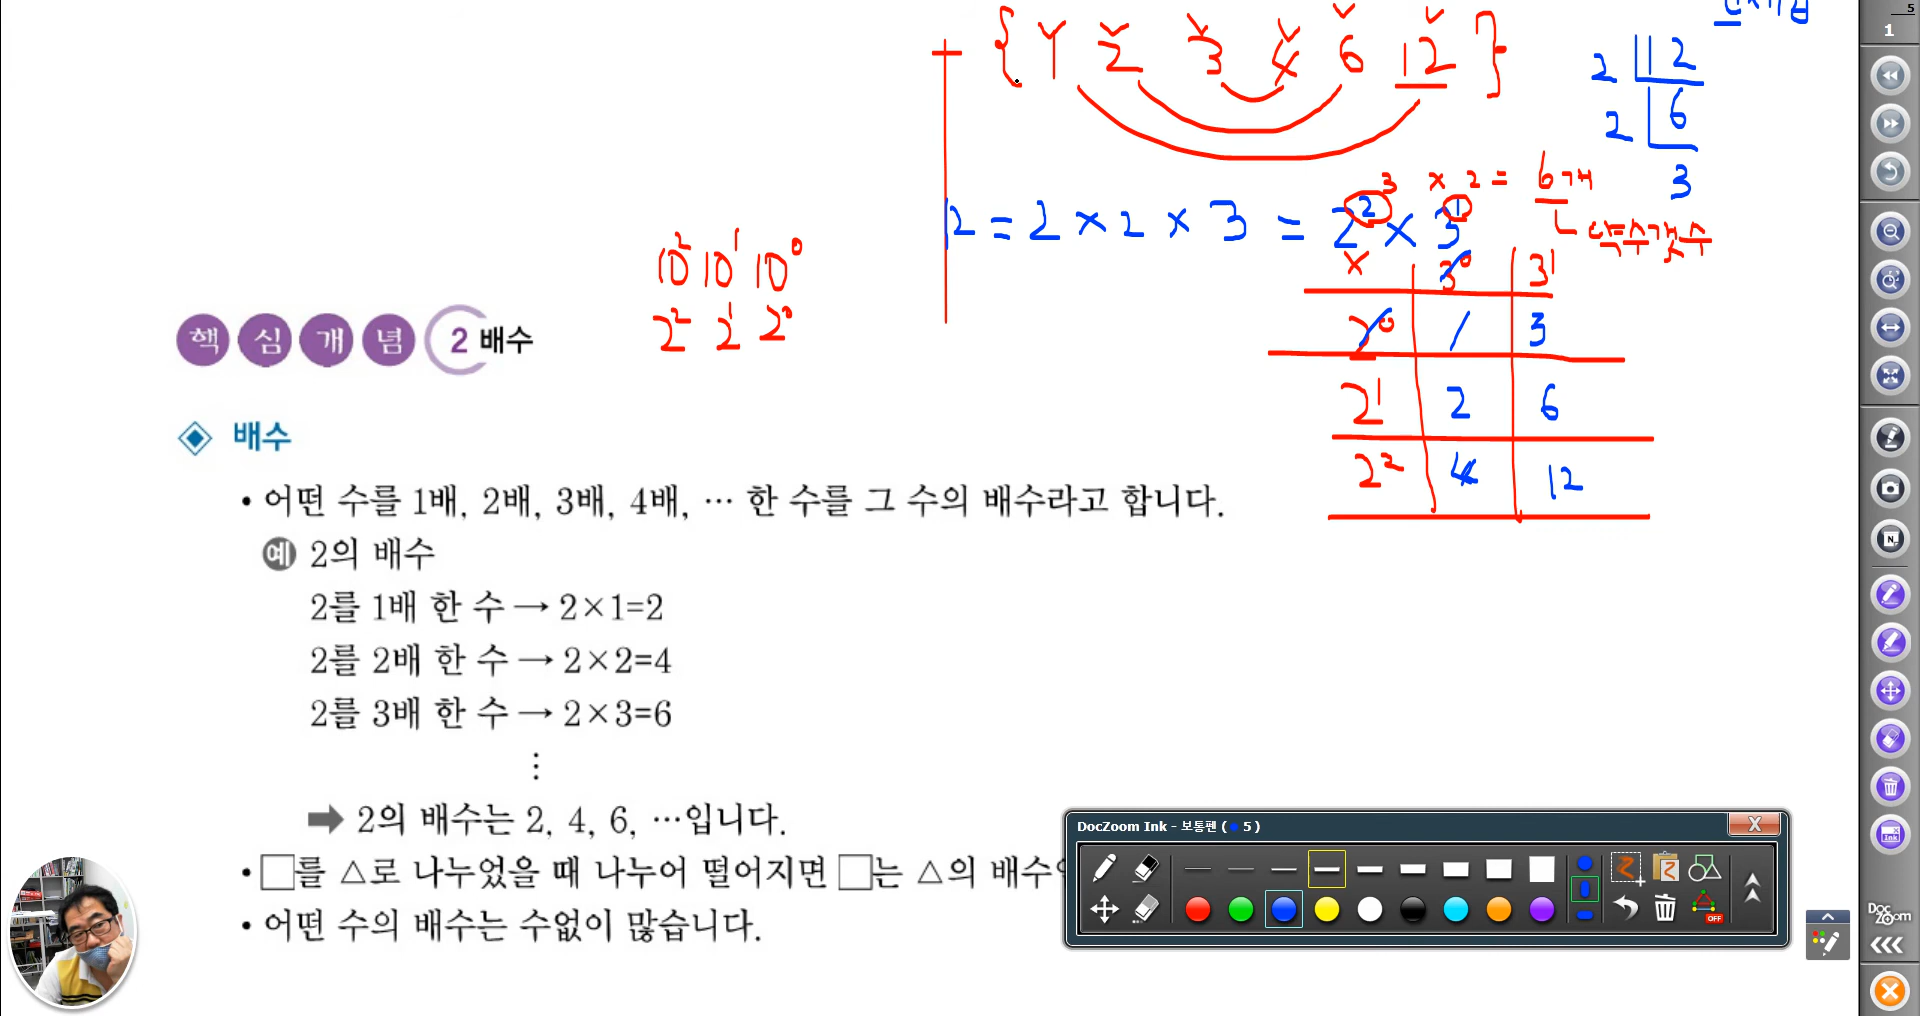 { 1 2 3 4 6 12 }
2 12
2 6
3
3 × 2 = 6개
12 = 2 × 2 × 3 = 2² × 3¹
약수개수
10² 10¹ 10⁰
2² 2¹ 2⁰
× 3⁰ 3¹
2⁰ 1 3
2¹ 2 6
2² 4 12
핵 심 개 념 2 배수
배수
• 어떤 수를 1배, 2배, 3배, 4배, … 한 수를 그 수의 배수라고 합니다.
예 2의 배수
2를 1배 한 수 → 2×1=2
2를 2배 한 수 → 2×2=4
2를 3배 한 수 → 2×3=6
⋮
➡ 2의 배수는 2, 4, 6, …입니다.
• □를 △로 나누었을 때 나누어 떨어지면 □는 △의 배수
• 어떤 수의 배수는 수없이 많습니다.
DocZoom Ink - 보통펜 ( 5 )
X
OFF
5
1
N
Ink
Doc Zoom